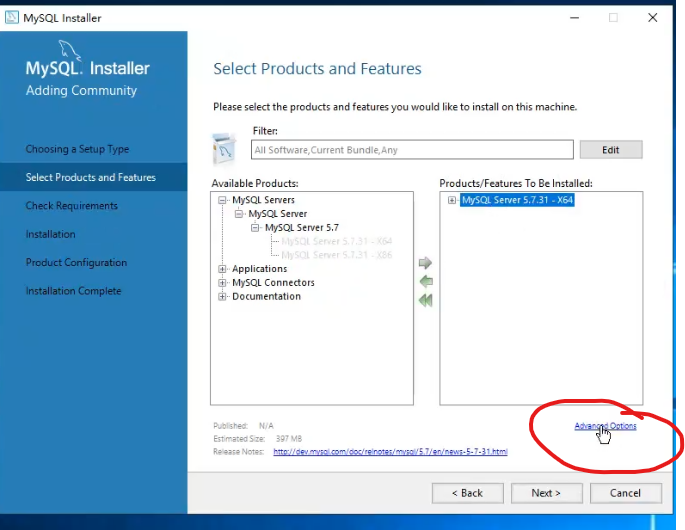 MySQL Installer
MySQL. Installer
Adding Community
Choosing a Setup Type
Select Products and Features
Check Requirements
Installation
Product Configuration
Installation Complete
Select Products and Features
Please select the products and features you would like to install on this machine.
Filter:
All Software,Current Bundle,Any
Edit
Available Products:
MySQL Servers
MySQL Server
MySQL Server 5.7
MySQL Server 5.7.31 - X64
MySQL Server 5.7.31 - X86
Applications
MySQL Connectors
Documentation
Products/Features To Be Installed:
MySQL Server 5.7.31 - X64
Advanced Options
Published: N/A
Estimated Size: 397 MB
Release Notes: http://dev.mysql.com/doc/relnotes/mysql/5.7/en/news-5-7-31.html
< Back
Next >
Cancel